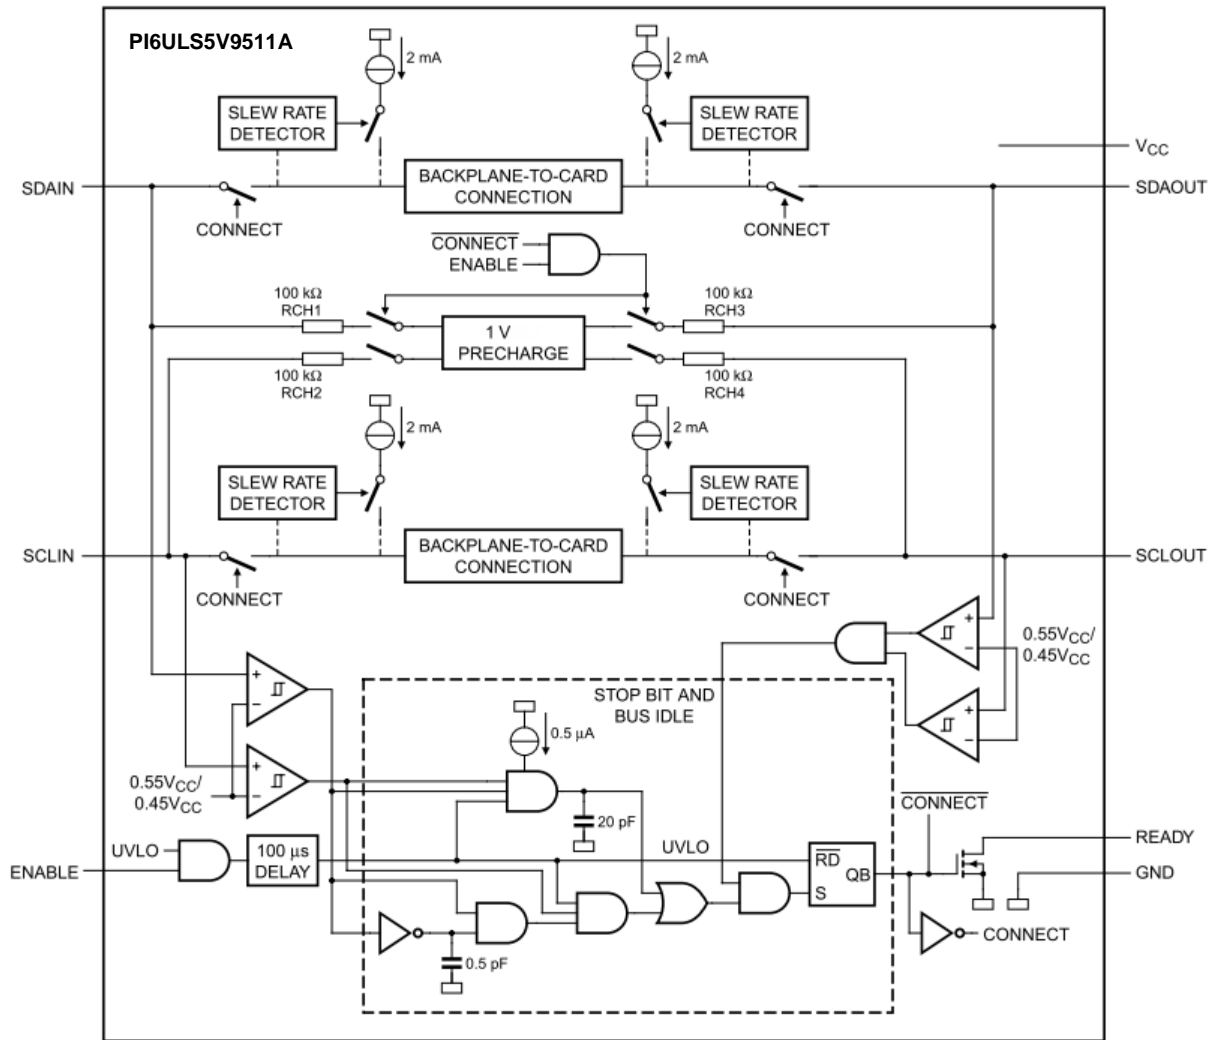 PI6ULS5V9511A
2 mA
2 mA
SLEW RATE
DETECTOR
SLEW RATE
DETECTOR
VCC
SDAIN
BACKPLANE-TO-CARD
CONNECTION
SDAOUT
CONNECT
CONNECT
CONNECT
ENABLE
100 kΩ
RCH1
100 kΩ
RCH3
1 V
PRECHARGE
100 kΩ
RCH2
100 kΩ
RCH4
2 mA
2 mA
SLEW RATE
DETECTOR
SLEW RATE
DETECTOR
SCLIN
BACKPLANE-TO-CARD
CONNECTION
SCLOUT
CONNECT
CONNECT
+
−
0.55VCC/
0.45VCC
+
−
+
−
STOP BIT AND
BUS IDLE
0.5 μA
+
−
0.55VCC/
0.45VCC
20 pF
CONNECT
UVLO
ENABLE
100 μs
DELAY
UVLO
RD
QB
S
READY
GND
CONNECT
0.5 pF